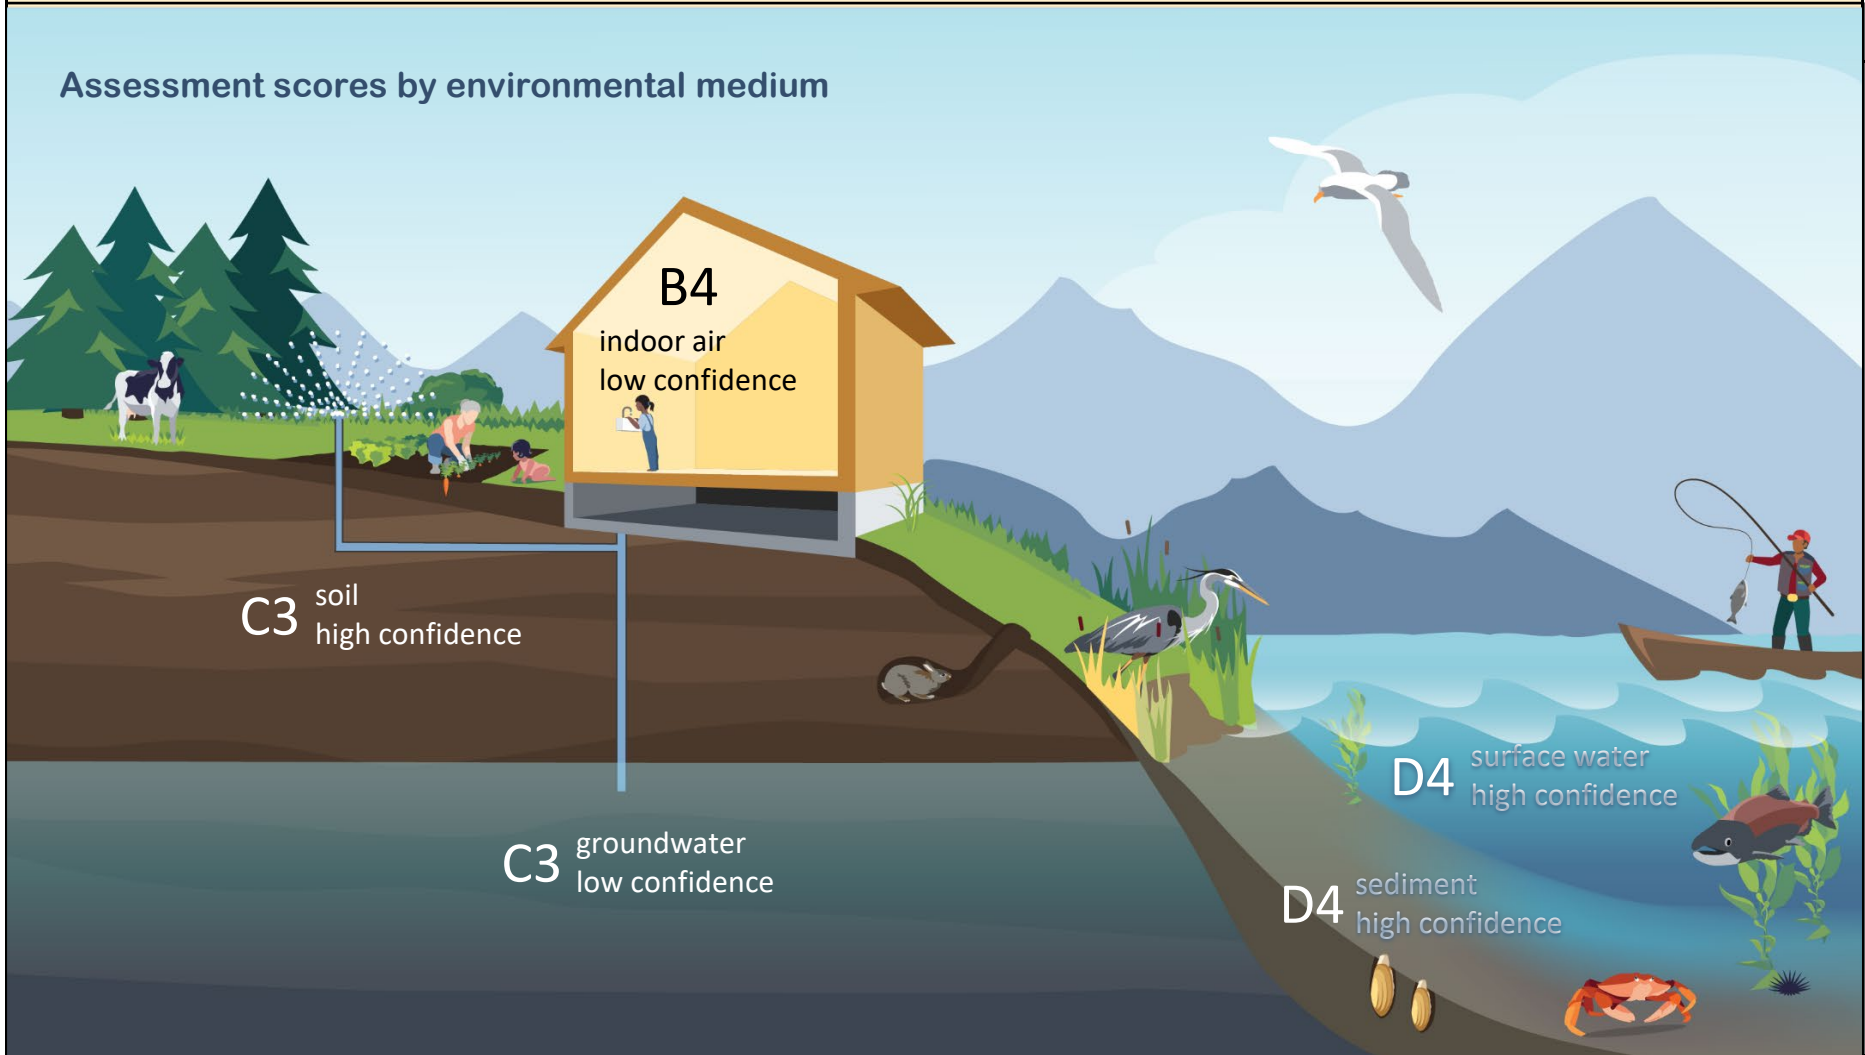 Assessment scores by environmental medium
B4
indoor air
low confidence
C3
soil
high confidence
D4
surface water
high confidence
C3
groundwater
low confidence
D4
sediment
high confidence